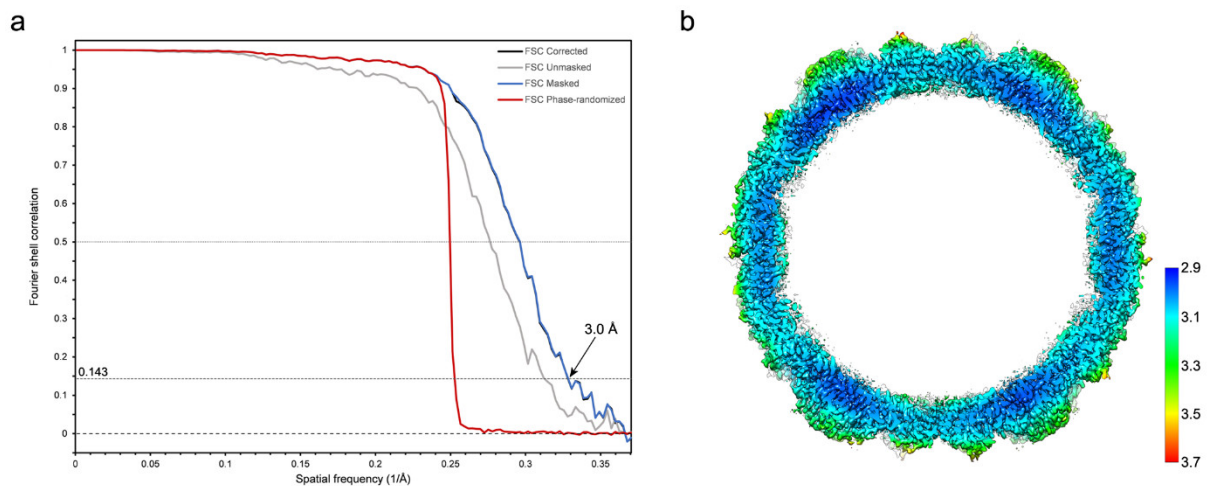 a
b
1
0.9
0.8
0.7
0.6
0.5
0.4
0.3
0.2
0.143
0.1
0
Fourier shell correlation
FSC Corrected
FSC Unmasked
FSC Masked
FSC Phase-randomized
3.0 Å
0 0.05 0.1 0.15 0.2 0.25 0.3 0.35
Spatial frequency (1/Å)
2.9
3.1
3.3
3.5
3.7